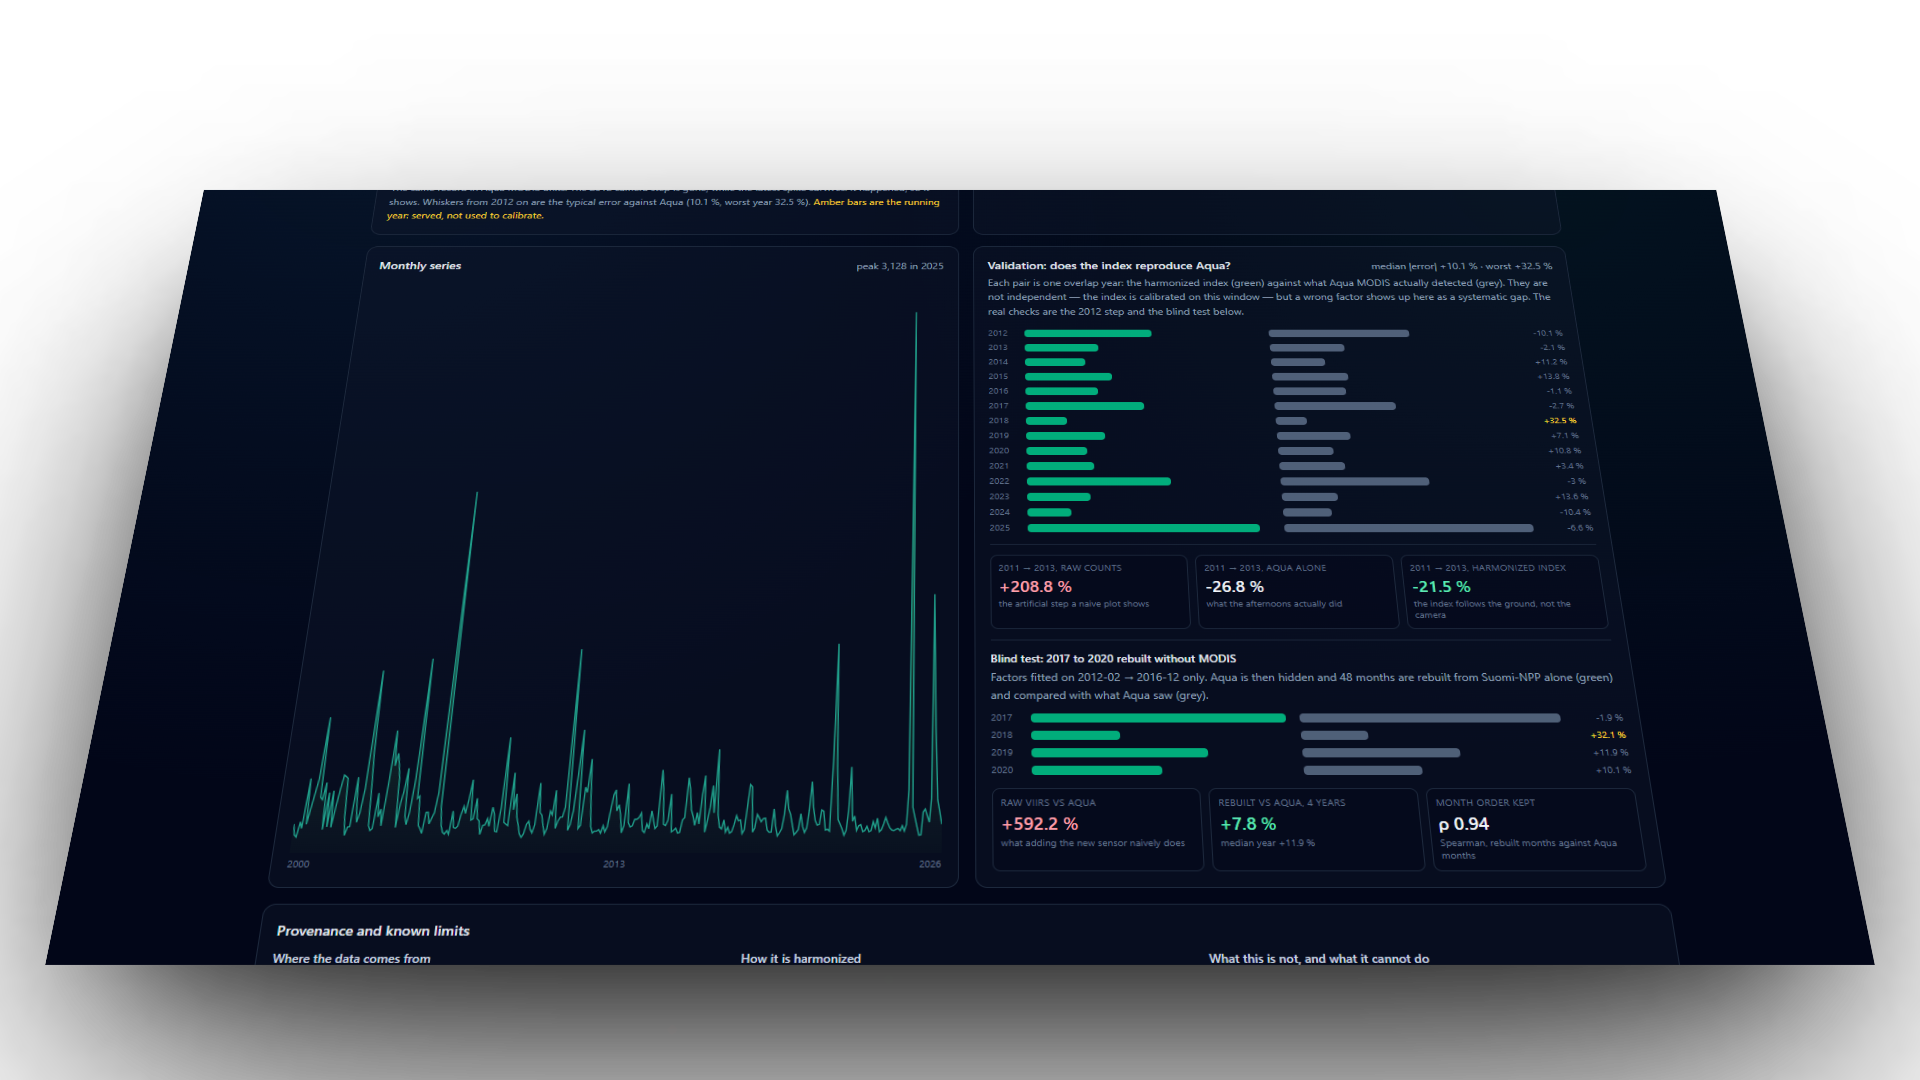 shows. Whiskers from 2012 on are the typical error against Aqua (10.1 %, worst year 32.5 %). Amber bars are the running
year: served, not used to calibrate.
Monthly series
peak 3,128 in 2025
2000
2013
2026
Validation: does the index reproduce Aqua?
median |error| +10.1 % · worst +32.5 %
Each pair is one overlap year: the harmonized index (green) against what Aqua MODIS actually detected (grey). They are
not independent — the index is calibrated on this window — but a wrong factor shows up here as a systematic gap. The
real checks are the 2012 step and the blind test below.
2012 -10.1 %
2013 -2.1 %
2014 +11.2 %
2015 +13.8 %
2016 -1.1 %
2017 -2.7 %
2018 +32.5 %
2019 +7.1 %
2020 +10.8 %
2021 +3.4 %
2022 -3 %
2023 +13.6 %
2024 -10.4 %
2025 -6.6 %
2011 → 2013, RAW COUNTS
+208.8 %
the artificial step a naive plot shows
2011 → 2013, AQUA ALONE
-26.8 %
what the afternoons actually did
2011 → 2013, HARMONIZED INDEX
-21.5 %
the index follows the ground, not the
camera
Blind test: 2017 to 2020 rebuilt without MODIS
Factors fitted on 2012-02 → 2016-12 only. Aqua is then hidden and 48 months are rebuilt from Suomi-NPP alone (green)
and compared with what Aqua saw (grey).
2017 -1.9 %
2018 +32.1 %
2019 +11.9 %
2020 +10.1 %
RAW VIIRS VS AQUA
+592.2 %
what adding the new sensor naively does
REBUILT VS AQUA, 4 YEARS
+7.8 %
median year +11.9 %
MONTH ORDER KEPT
ρ 0.94
Spearman, rebuilt months against Aqua
months
Provenance and known limits
Where the data comes from
How it is harmonized
What this is not, and what it cannot do